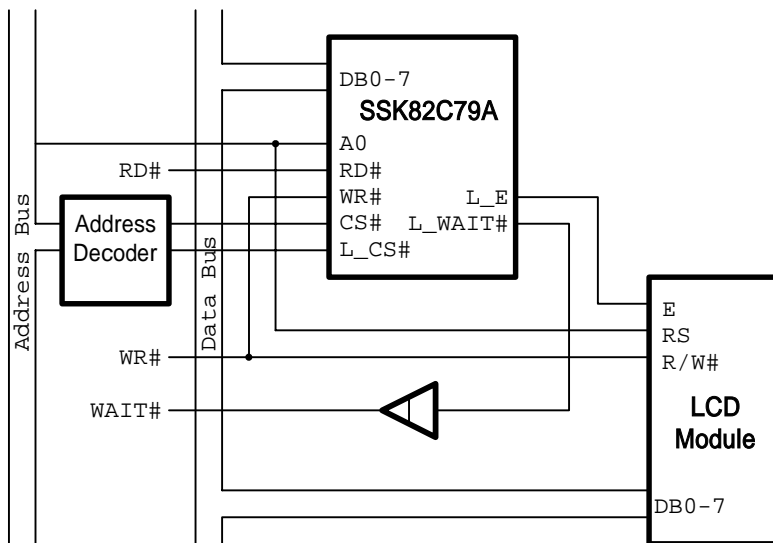 DB0-7
SSK82C79A
A0
RD#
RD#
WR#
L_E
Address
Decoder
CS#
L_WAIT#
L_CS#
Address Bus
Data Bus
E
RS
WR#
R/W#
WAIT#
LCD
Module
DB0-7